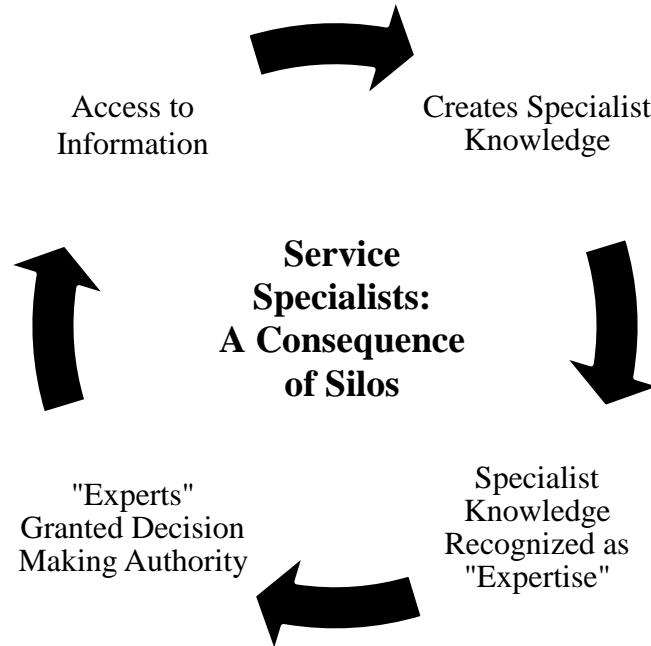 Access to
Information
Creates Specialist
Knowledge
Service
Specialists:
A Consequence
of Silos
Specialist
Knowledge
Recognized as
"Expertise"
"Experts"
Granted Decision
Making Authority